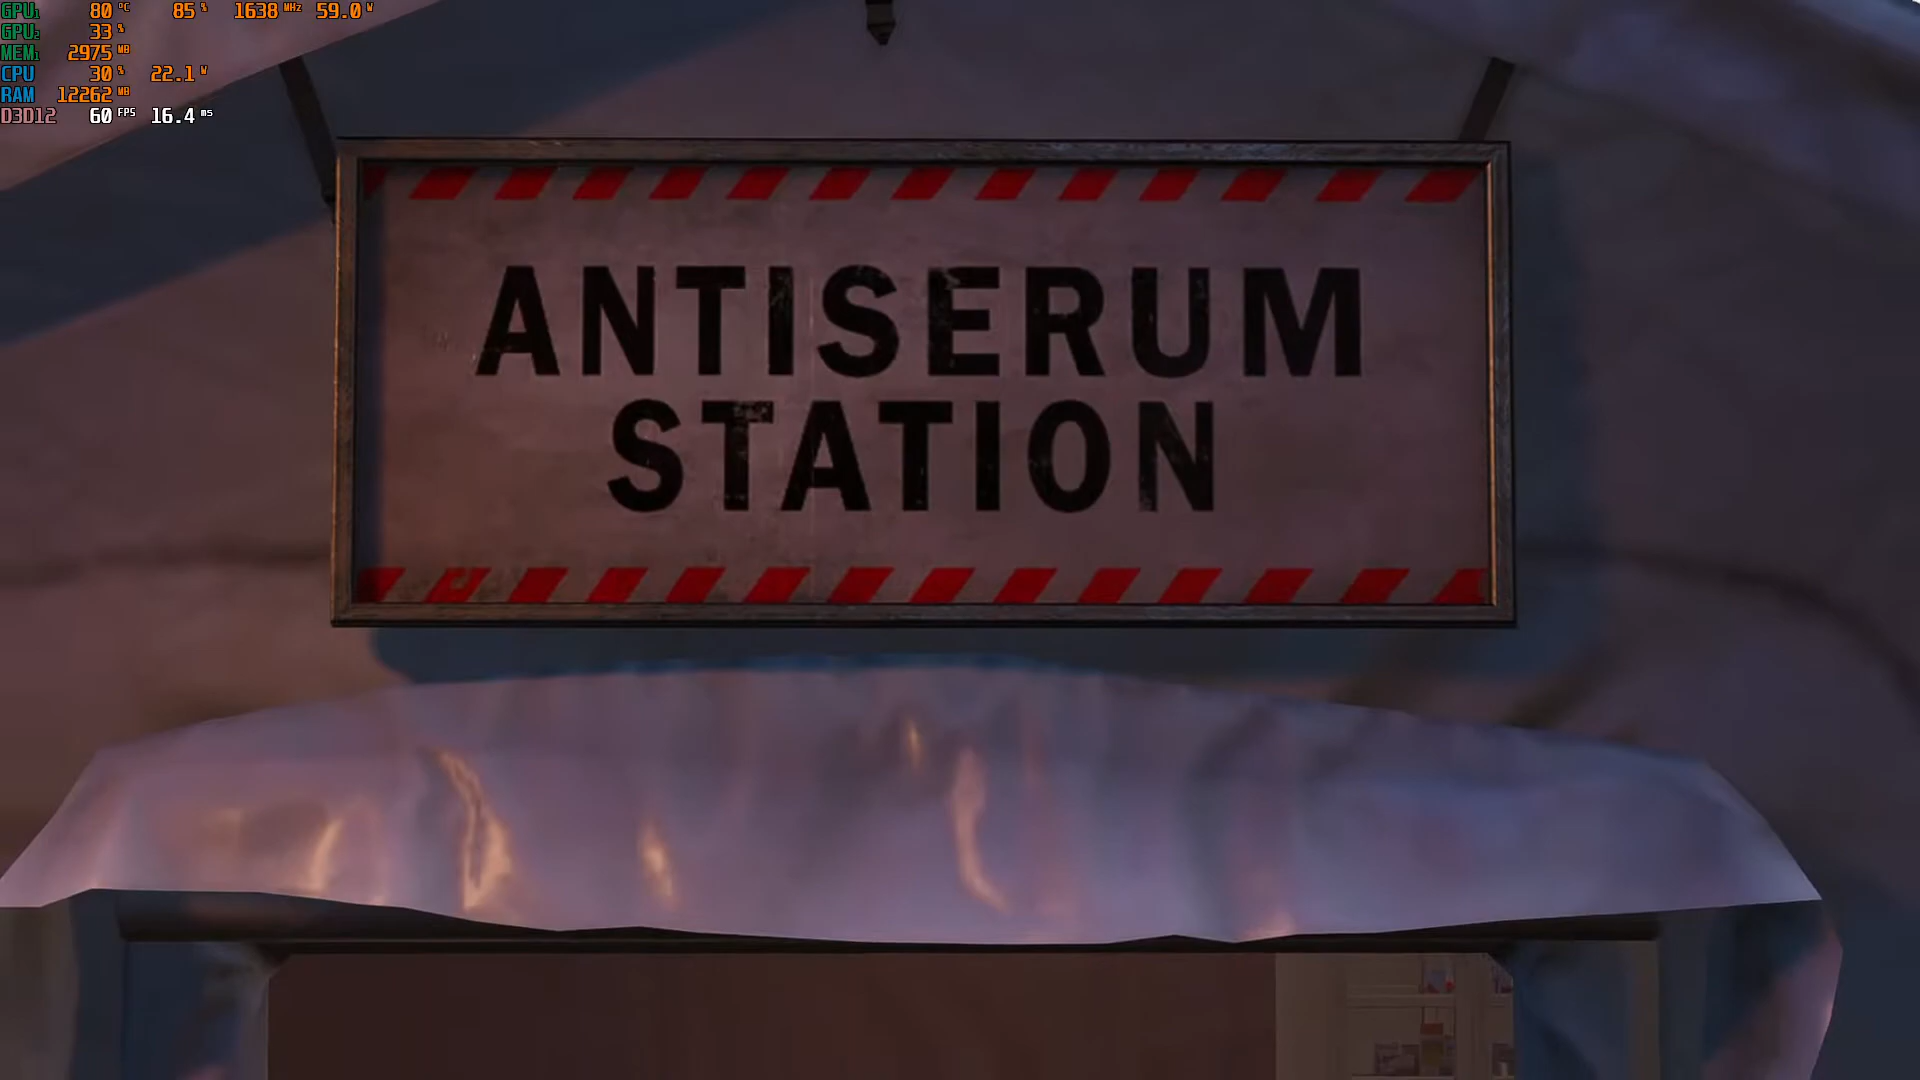 GPU1 80 °C 85 % 1638 MHz 59.0 W
GPU2 33 %
MEM1 2975 MB
CPU 30 % 22.1 W
RAM 12262 MB
D3D12 60 FPS 16.4 ms
ANTISERUM
STATION